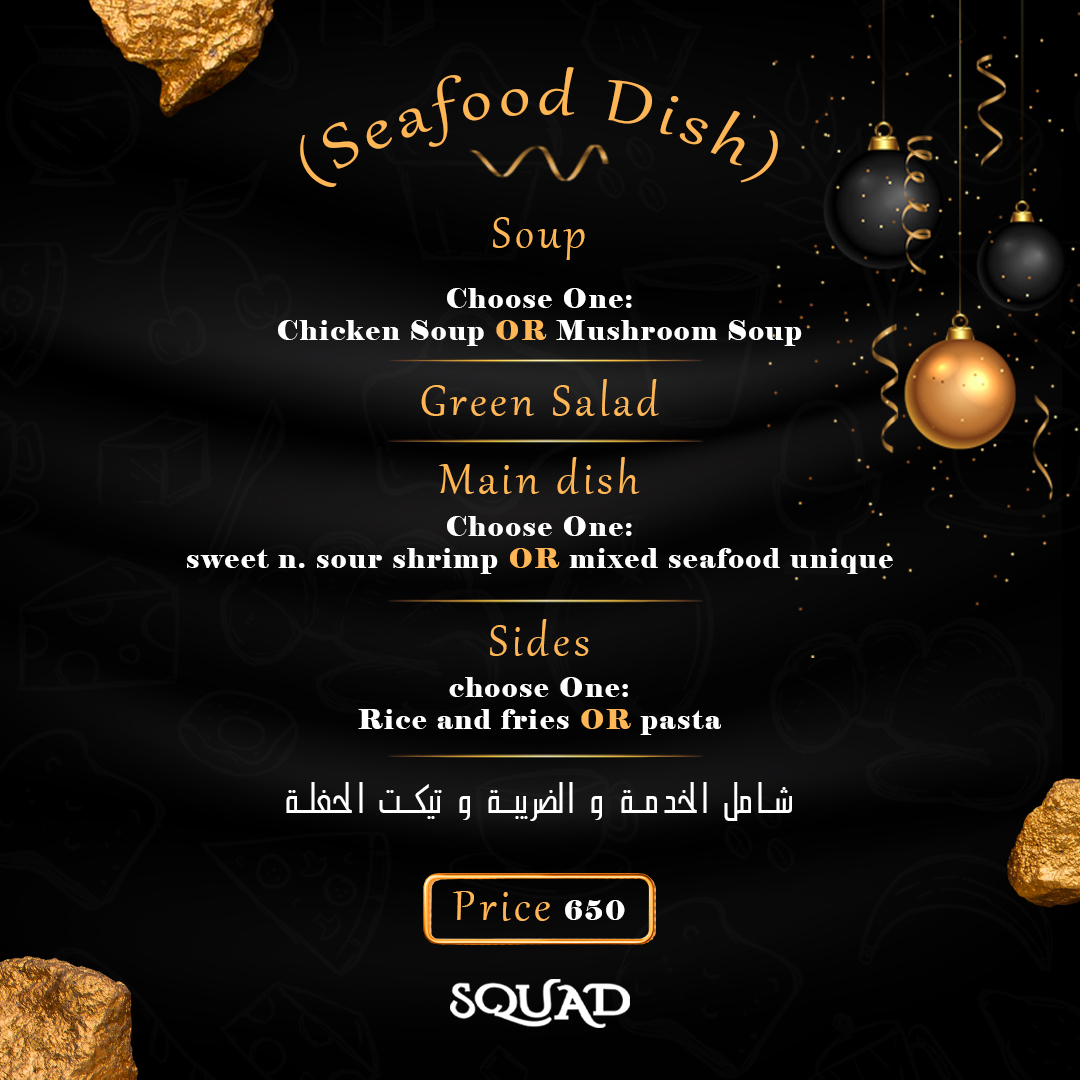 (Seafood Dish)
Soup
Choose One:
Chicken Soup OR Mushroom Soup
Green Salad
Main dish
Choose One:
sweet n. sour shrimp OR mixed seafood unique
Sides
choose One:
Rice and fries OR pasta
شامل الخدمة و الضريبة و تيكت الحفلة
Price 650
SQUAD